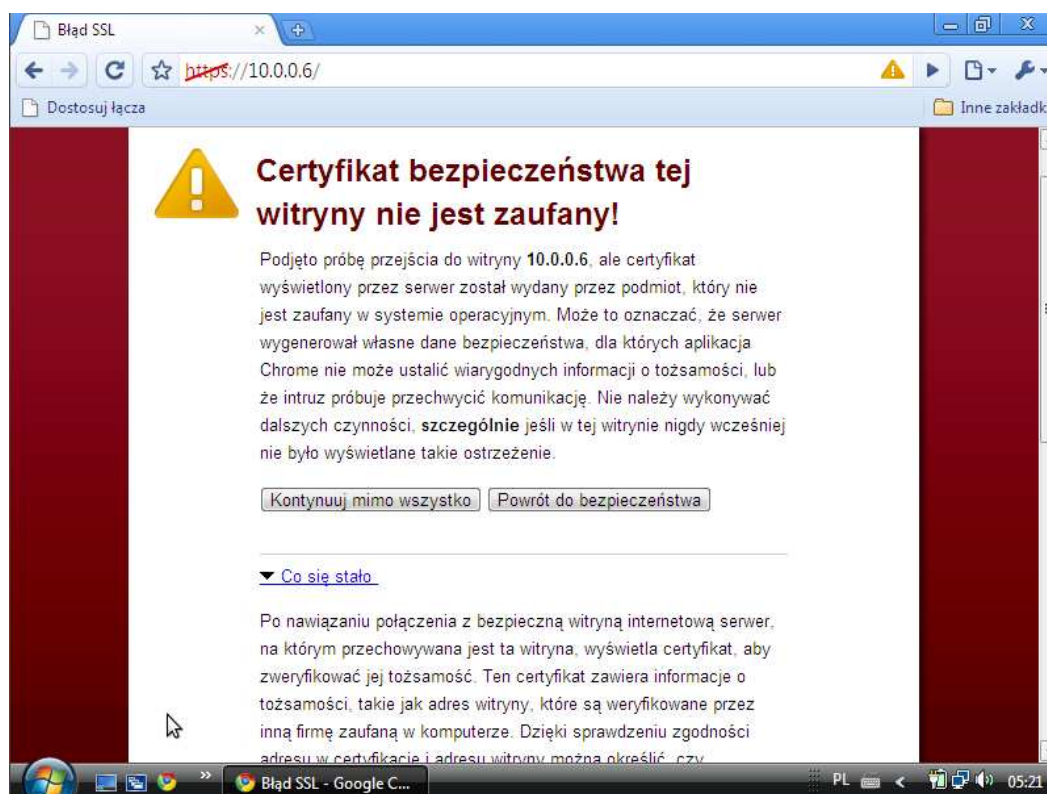 Błąd SSL
https://10.0.0.6/
Dostosuj łącza
Inne zakładk
Certyfikat bezpieczeństwa tej
witryny nie jest zaufany!
Podjęto próbę przejścia do witryny 10.0.0.6, ale certyfikat
wyświetlony przez serwer został wydany przez podmiot, który nie
jest zaufany w systemie operacyjnym. Może to oznaczać, że serwer
wygenerował własne dane bezpieczeństwa, dla których aplikacja
Chrome nie może ustalić wiarygodnych informacji o tożsamości, lub
że intruz próbuje przechwycić komunikację. Nie należy wykonywać
dalszych czynności, szczególnie jeśli w tej witrynie nigdy wcześniej
nie było wyświetlane takie ostrzeżenie.
Kontynuuj mimo wszystko Powrót do bezpieczeństwa
Co się stało
Po nawiązaniu połączenia z bezpieczną witryną internetową serwer,
na którym przechowywana jest ta witryna, wyświetla certyfikat, aby
zweryfikować jej tożsamość. Ten certyfikat zawiera informacje o
tożsamości, takie jak adres witryny, które są weryfikowane przez
inną firmę zaufaną w komputerze. Dzięki sprawdzeniu zgodności
adresu w certyfikacie i adresu witryny można określić, czy
» Błąd SSL - Google C... PL < 05:21